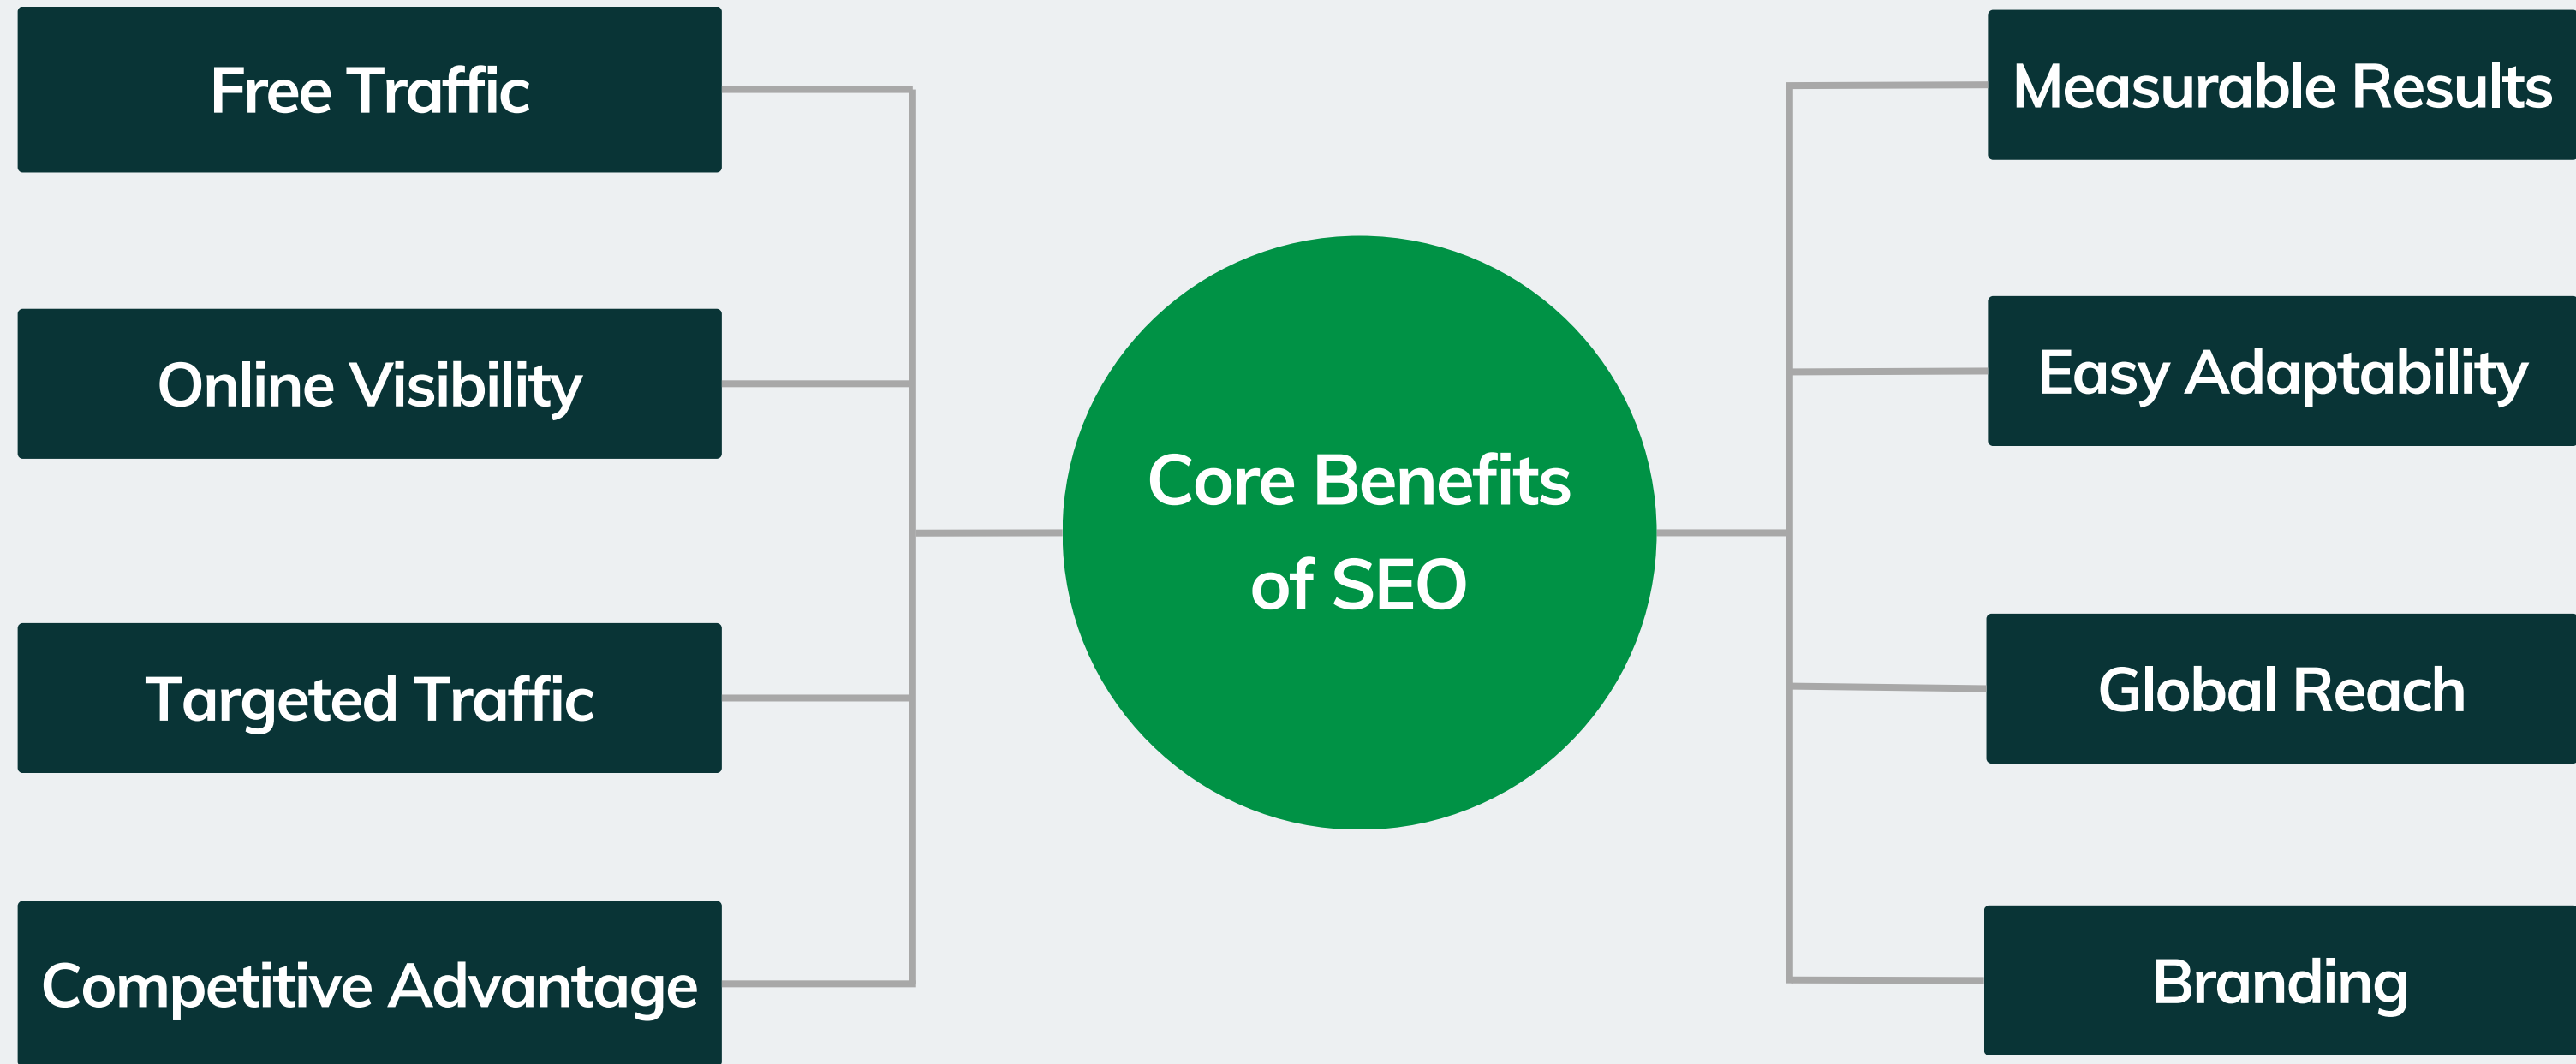 Free Traffic
Online Visibility
Targeted Traffic
Competitive Advantage
Core Benefits
of SEO
Measurable Results
Easy Adaptability
Global Reach
Branding